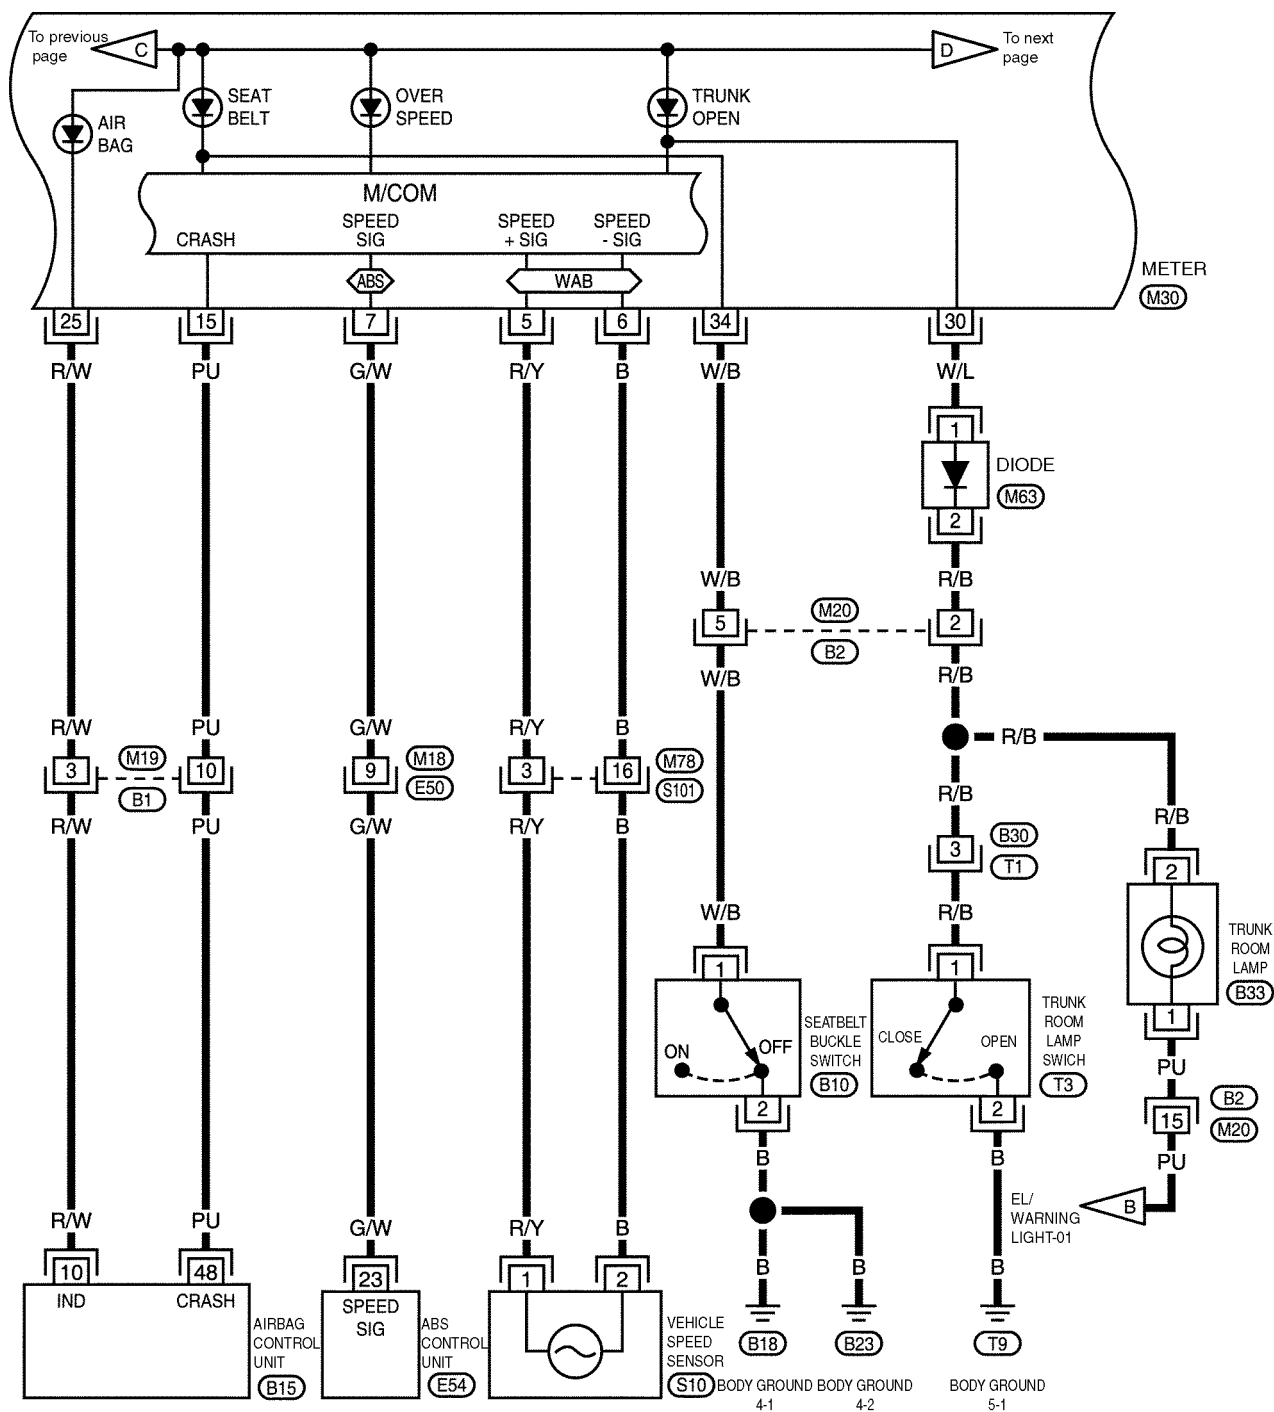 To previous
page
C
D
To next
page
AIR
BAG
SEAT
BELT
OVER
SPEED
TRUNK
OPEN
M/COM
CRASH
SPEED
SIG
SPEED
+ SIG
SPEED
- SIG
ABS
WAB
METER
M30
25
15
7
5
6
34
30
R/W
PU
G/W
R/Y
B
W/B
W/L
1
DIODE
M63
2
W/B
R/B
5
M20
B2
2
W/B
R/B
R/B
R/W
PU
G/W
R/Y
B
3
M19
B1
10
9
M18
E50
3
16
M78
S101
R/W
PU
G/W
R/Y
B
R/B
R/B
3
B30
T1
2
W/B
R/B
TRUNK
ROOM
LAMP
B33
1
1
1
ON
OFF
SEATBELT
BUCKLE
SWITCH
B10
CLOSE
OPEN
TRUNK
ROOM
LAMP
SWICH
T3
2
2
PU
15
B2
M20
PU
B
B
B
EL/
WARNING
LIGHT-01
R/W
PU
G/W
R/Y
B
B
B
B
10
48
23
1
2
IND
CRASH
AIRBAG
CONTROL
UNIT
B15
SPEED
SIG
ABS
CONTROL
UNIT
E54
VEHICLE
SPEED
SENSOR
S10
B18
B23
T9
BODY GROUND
4-1
BODY GROUND
4-2
BODY GROUND
5-1